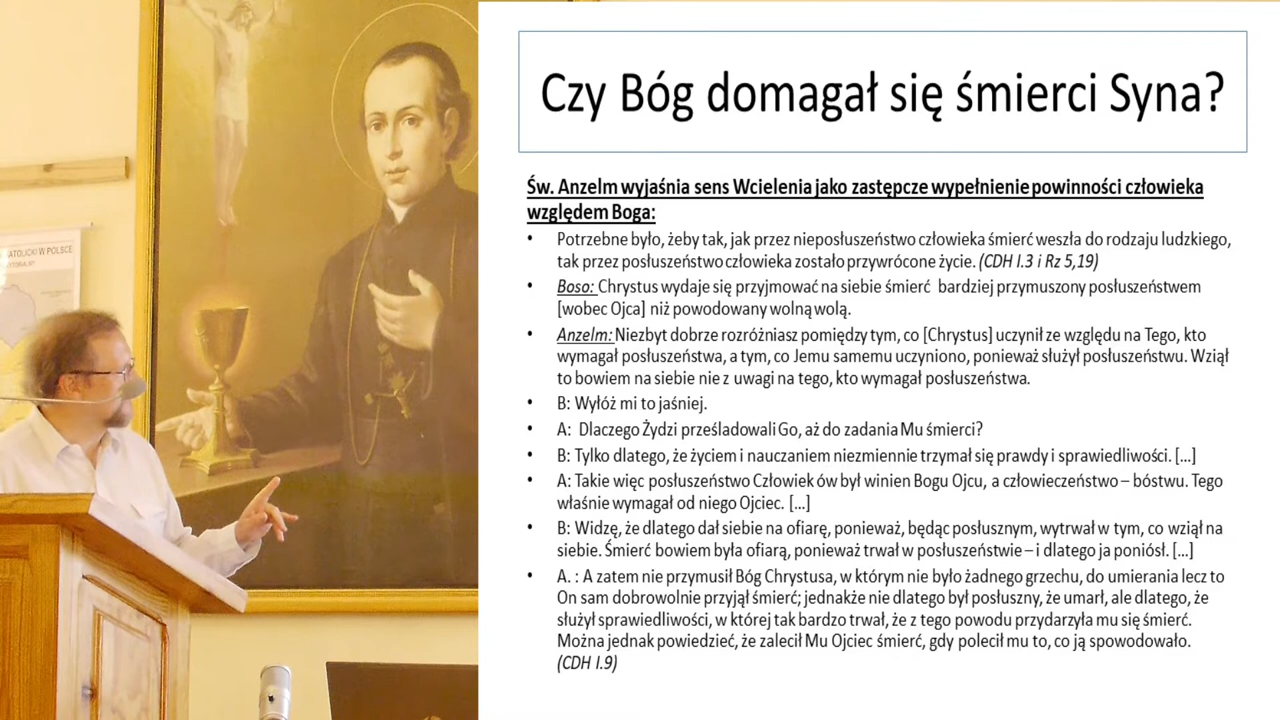 Czy Bóg domagał się śmierci Syna?
Św. Anzelm wyjaśnia sens Wcielenia jako zastępcze wypełnienie powinności człowieka
względem Boga:
• Potrzebne było, żeby tak, jak przez nieposłuszeństwo człowieka śmierć weszła do rodzaju ludzkiego,
tak przez posłuszeństwo człowieka zostało przywrócone życie. (CDH I.3 i Rz 5,19)
• Boso: Chrystus wydaje się przyjmować na siebie śmierć bardziej przymuszony posłuszeństwem
[wobec Ojca] niż powodowany wolną wolą.
• Anzelm: Niezbyt dobrze rozróżniasz pomiędzy tym, co [Chrystus] uczynił ze względu na Tego, kto
wymagał posłuszeństwa, a tym, co Jemu samemu uczyniono, ponieważ służył posłuszeństwu. Wziął
to bowiem na siebie nie z uwagi na tego, kto wymagał posłuszeństwa.
• B: Wyłóż mi to jaśniej.
• A: Dlaczego Żydzi prześladowali Go, aż do zadania Mu śmierci?
• B: Tylko dlatego, że życiem i nauczaniem niezmiennie trzymał się prawdy i sprawiedliwości. [...]
• A: Takie więc posłuszeństwo Człowiek ów był winien Bogu Ojcu, a człowieczeństwo – bóstwu. Tego
właśnie wymagał od niego Ojciec. [...]
• B: Widzę, że dlatego dał siebie na ofiarę, ponieważ, będąc posłusznym, wytrwał w tym, co wziął na
siebie. Śmierć bowiem była ofiarą, ponieważ trwał w posłuszeństwie – i dlatego ja poniósł. [...]
• A. : A zatem nie przymusił Bóg Chrystusa, w którym nie było żadnego grzechu, do umierania lecz to
On sam dobrowolnie przyjął śmierć; jednakże nie dlatego był posłuszny, że umarł, ale dlatego, że
służył sprawiedliwości, w której tak bardzo trwał, że z tego powodu przydarzyła mu się śmierć.
Można jednak powiedzieć, że zalecił Mu Ojciec śmierć, gdy polecił mu to, co ją spowodowało.
(CDH I.9)
W POLSCE